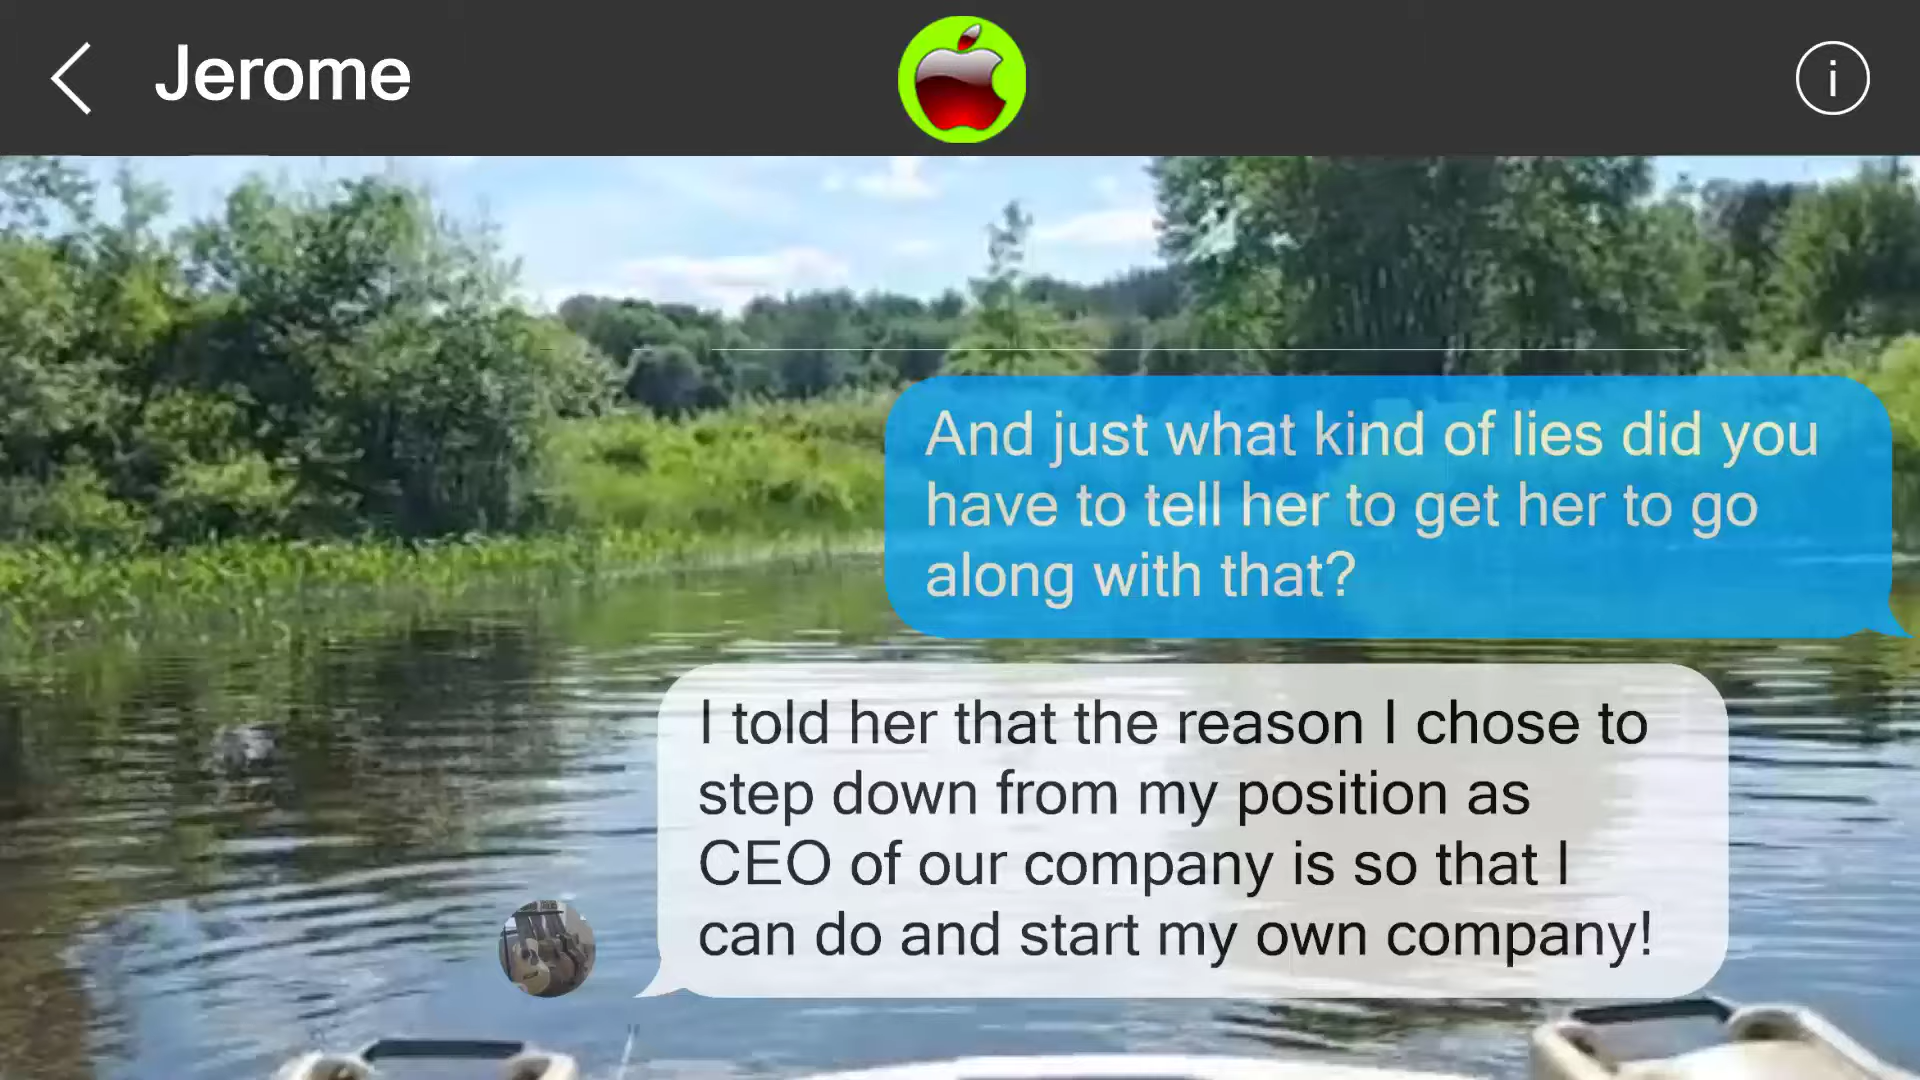 Jerome
i
And just what kind of lies did you
have to tell her to get her to go
along with that?
I told her that the reason I chose to
step down from my position as
CEO of our company is so that I
can do and start my own company!